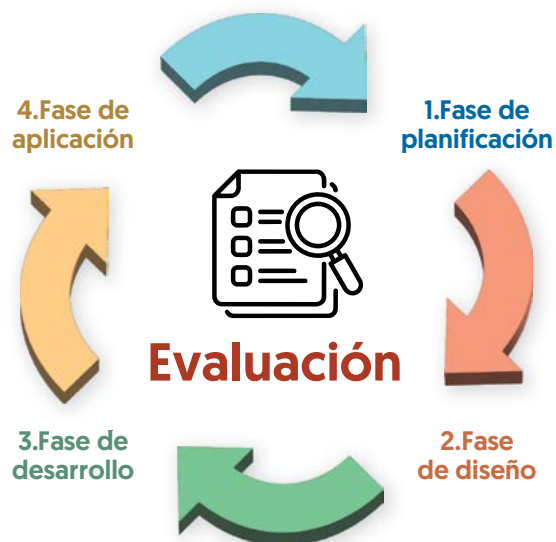 4.Fase de
aplicación
1.Fase de
planificación
Evaluación
3.Fase de
desarrollo
2.Fase
de diseño